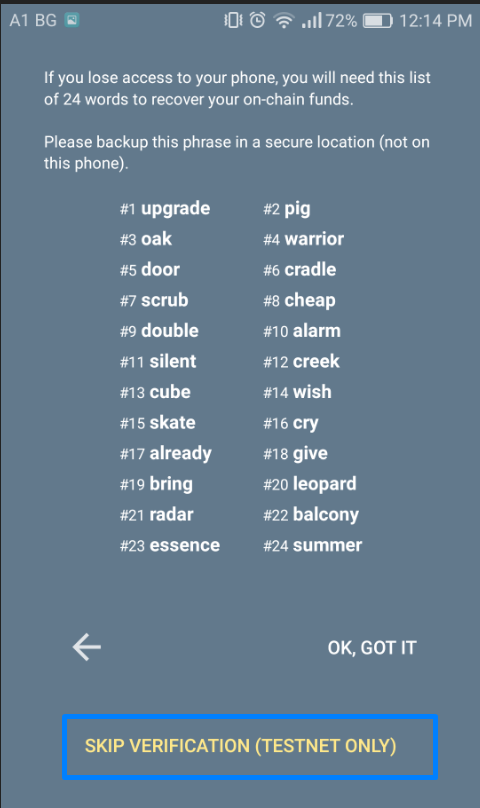 A1 BG 72% 12:14 PM
If you lose access to your phone, you will need this list
of 24 words to recover your on-chain funds.
Please backup this phrase in a secure location (not on
this phone).
#1 upgrade #2 pig
#3 oak #4 warrior
#5 door #6 cradle
#7 scrub #8 cheap
#9 double #10 alarm
#11 silent #12 creek
#13 cube #14 wish
#15 skate #16 cry
#17 already #18 give
#19 bring #20 leopard
#21 radar #22 balcony
#23 essence #24 summer
OK, GOT IT
SKIP VERIFICATION (TESTNET ONLY)